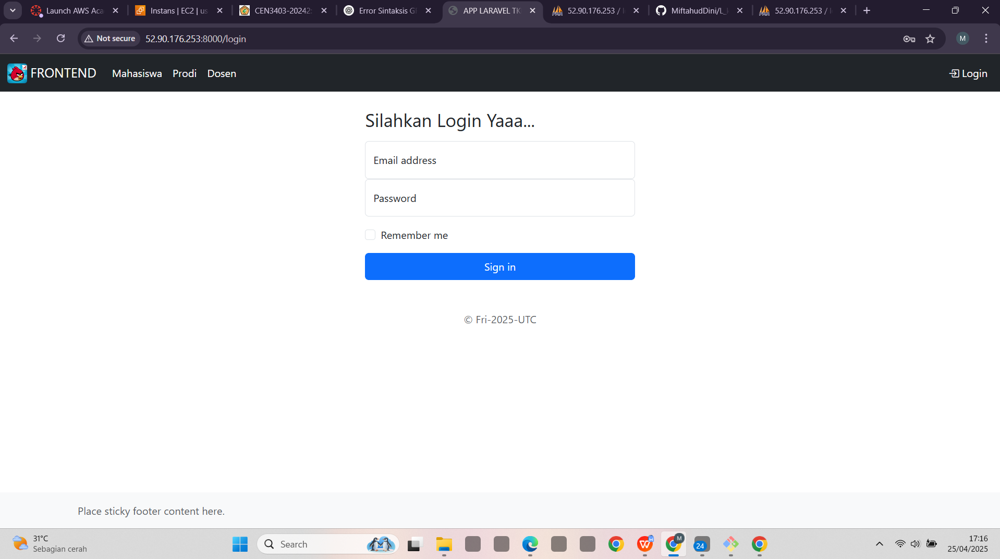 Launch AWS Aca
Instans | EC2 | us
CEN3403-20242
Error Sintaksis G
APP LARAVEL TK
52.90.176.253 /
MiftahudDini/L_
52.90.176.253 /
Not secure
52.90.176.253:8000/login
M
FRONTEND
Mahasiswa
Prodi
Dosen
Login
Silahkan Login Yaaa...
Email address
Password
Remember me
Sign in
© Fri-2025-UTC
Place sticky footer content here.
31°C
Sebagian cerah
Search
M
24
17:16
25/04/2025